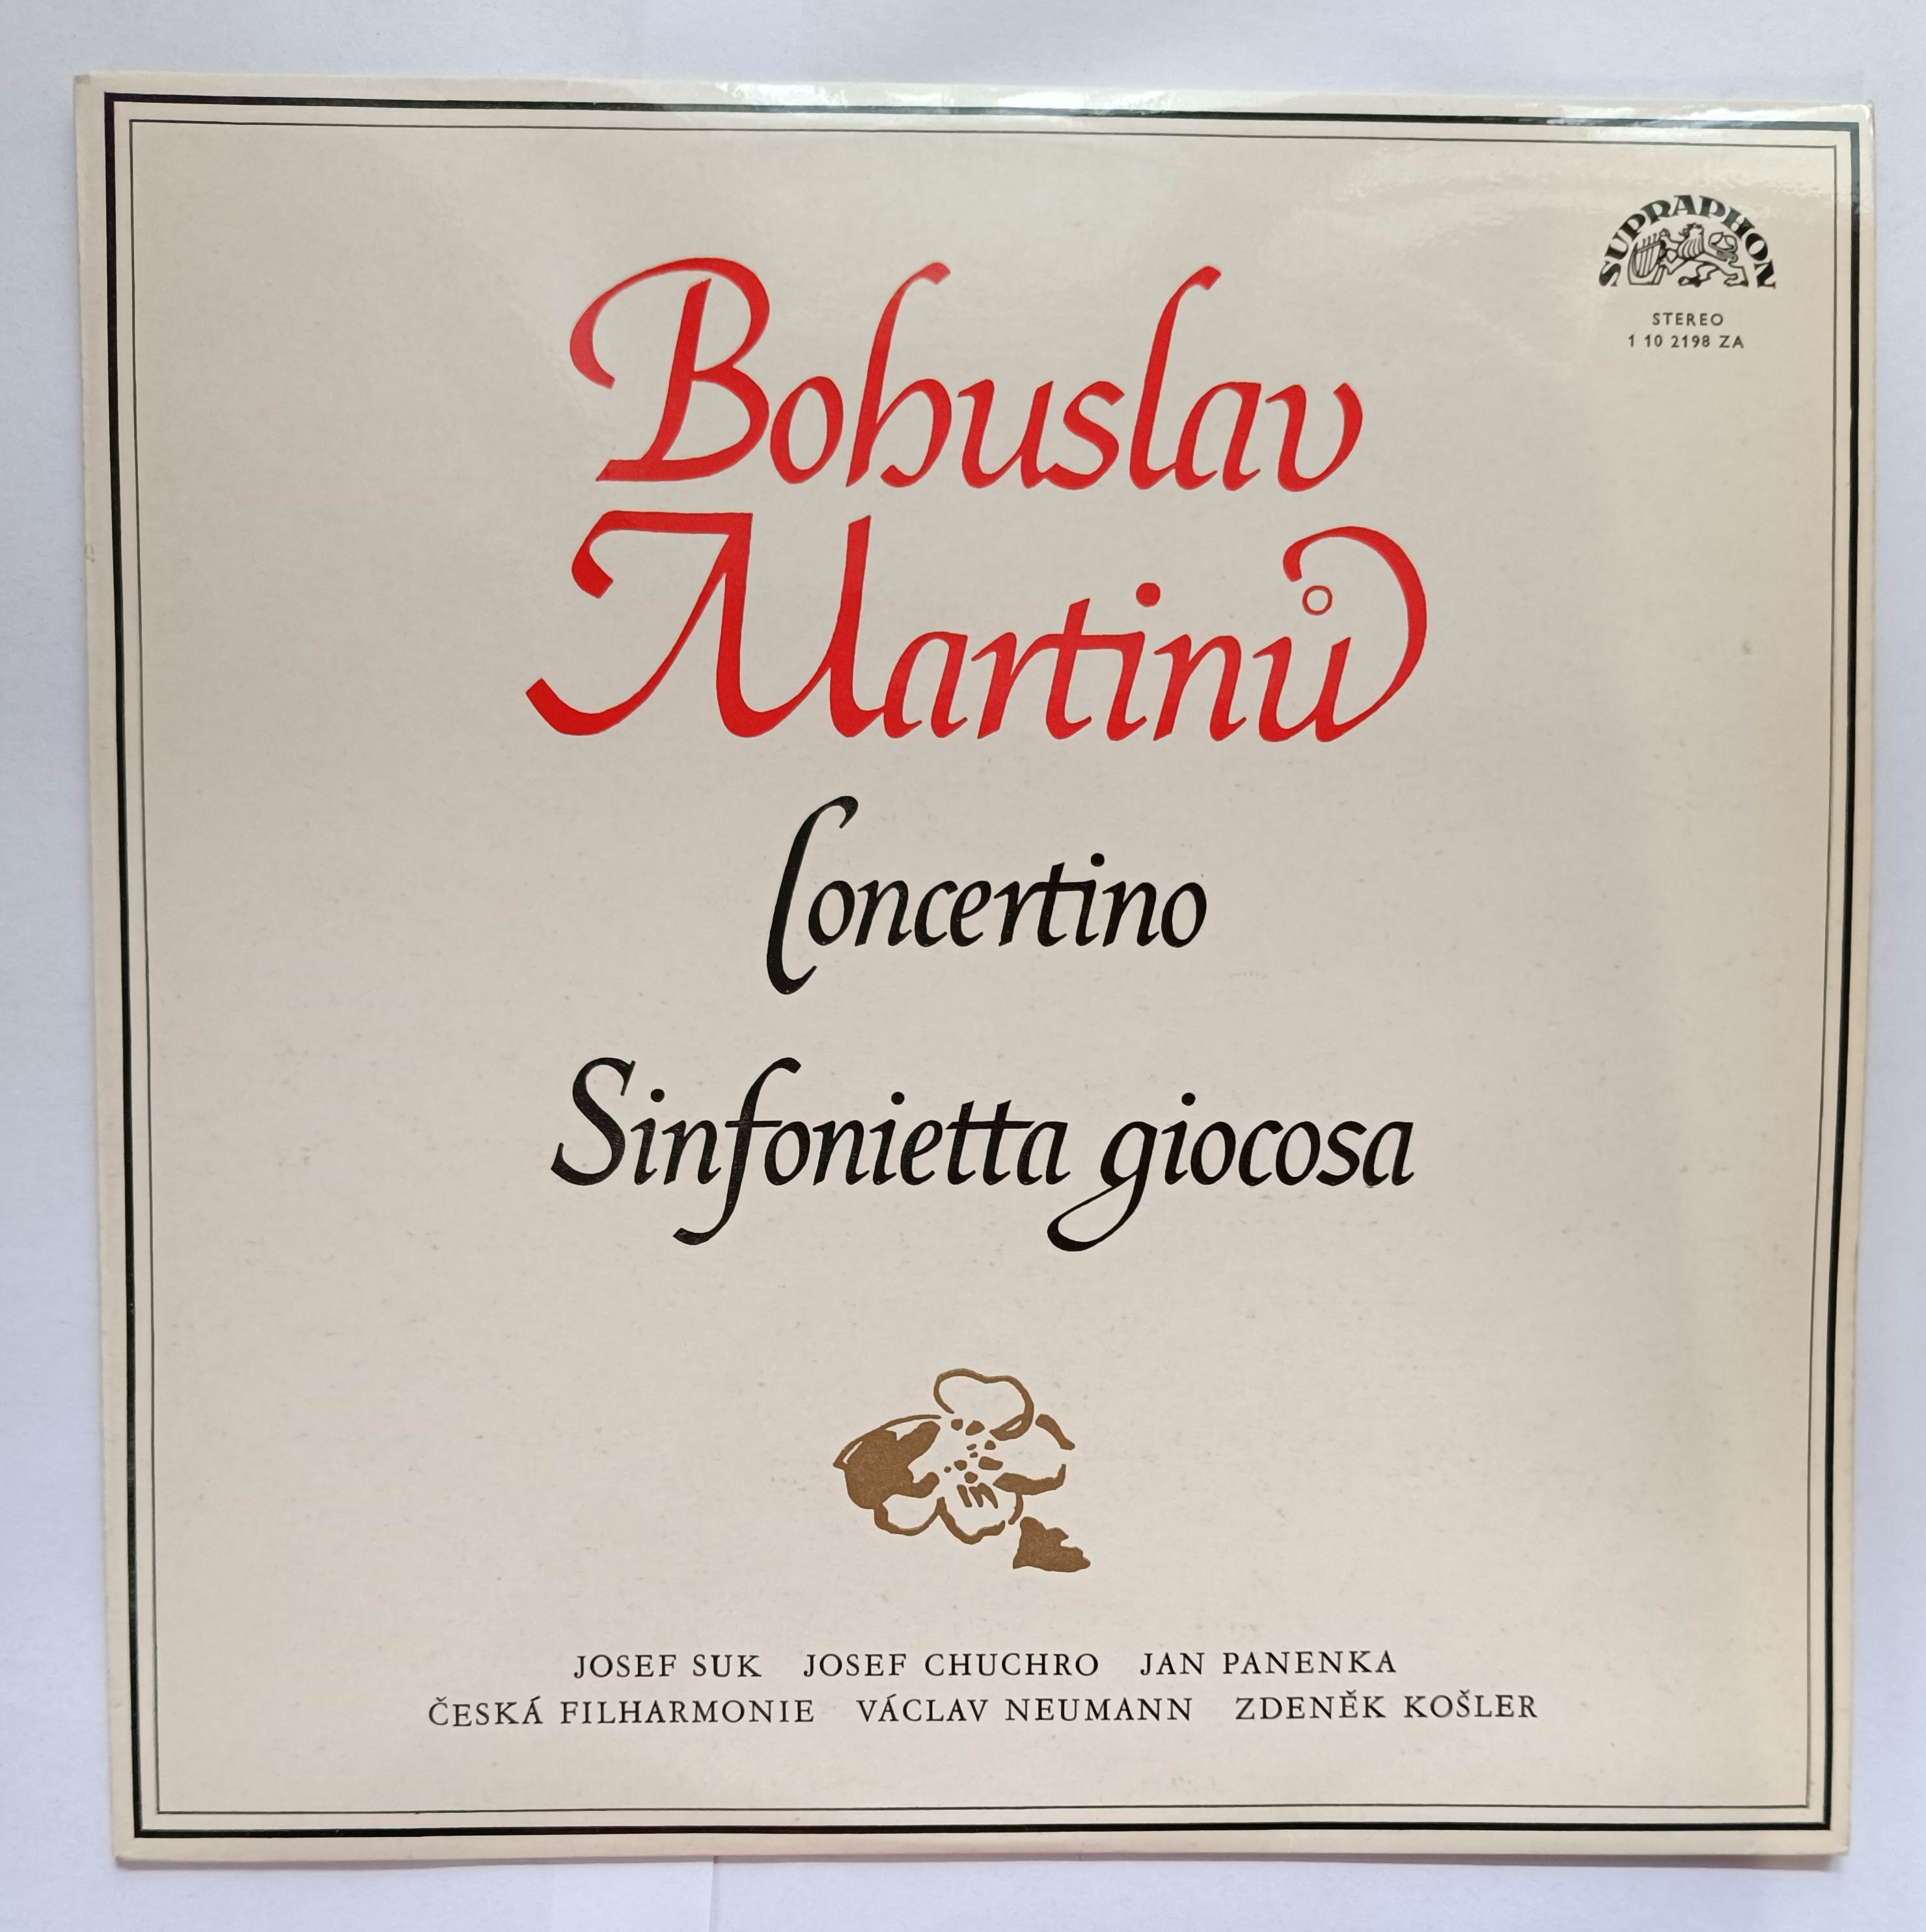 SUPRAPHON
STEREO
1 10 2198 ZA
Bohuslav
Martinů
Concertino
Sinfonietta giocosa
JOSEF SUK JOSEF CHUCHRO JAN PANENKA
ČESKÁ FILHARMONIE VÁCLAV NEUMANN ZDENĚK KOŠLER